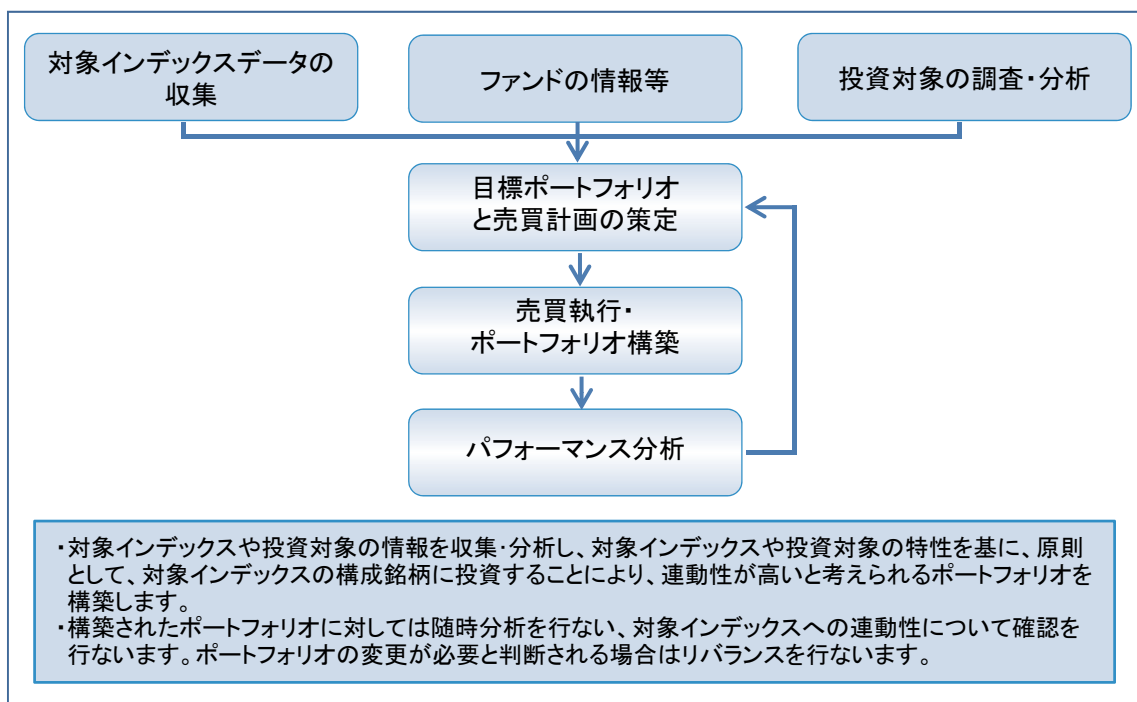 対象インデックスデータの
収集
ファンドの情報等
投資対象の調査・分析
目標ポートフォリオ
と売買計画の策定
売買執行・
ポートフォリオ構築
パフォーマンス分析
・対象インデックスや投資対象の情報を収集・分析し、対象インデックスや投資対象の特性を基に、原則
として、対象インデックスの構成銘柄に投資することにより、連動性が高いと考えられるポートフォリオを
構築します。
・構築されたポートフォリオに対しては随時分析を行ない、対象インデックスへの連動性について確認を
行ないます。ポートフォリオの変更が必要と判断される場合はリバランスを行ないます。